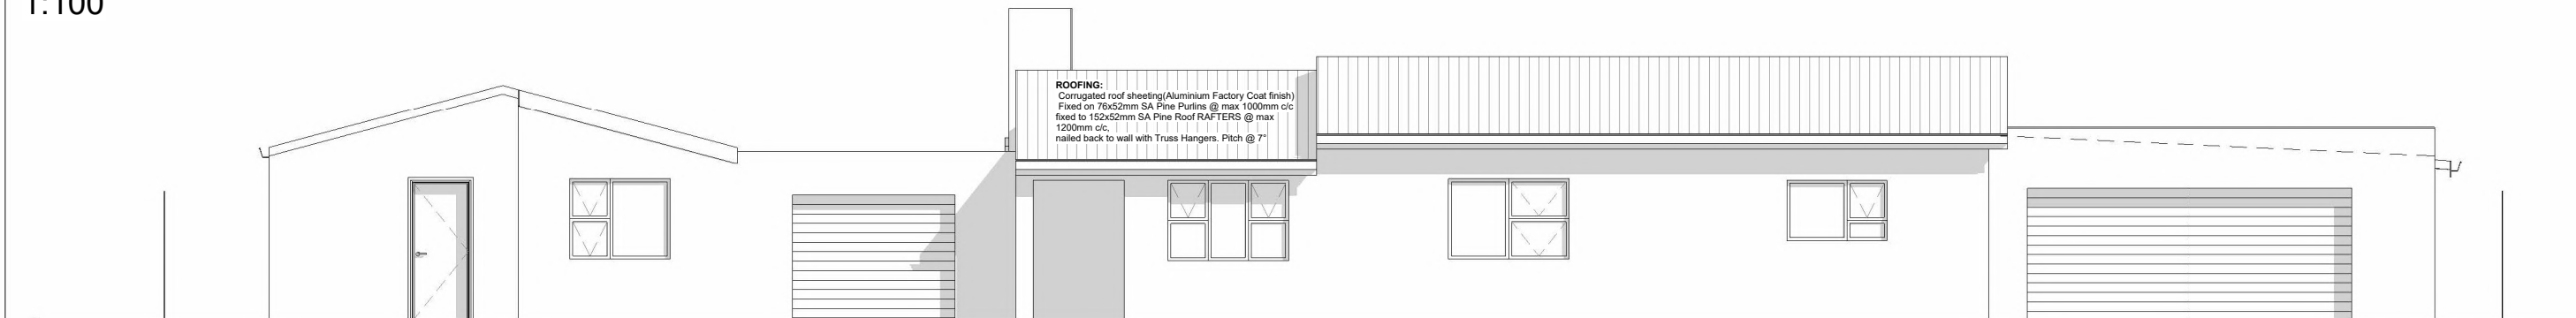 1:100
ROOFING:
Corrugated roof sheeting(Aluminium Factory Coat finish)
Fixed on 76x52mm SA Pine Purlins @ max 1000mm c/c
fixed to 152x52mm SA Pine Roof RAFTERS @ max
1200mm c/c,
nailed back to wall with Truss Hangers. Pitch @ 7°